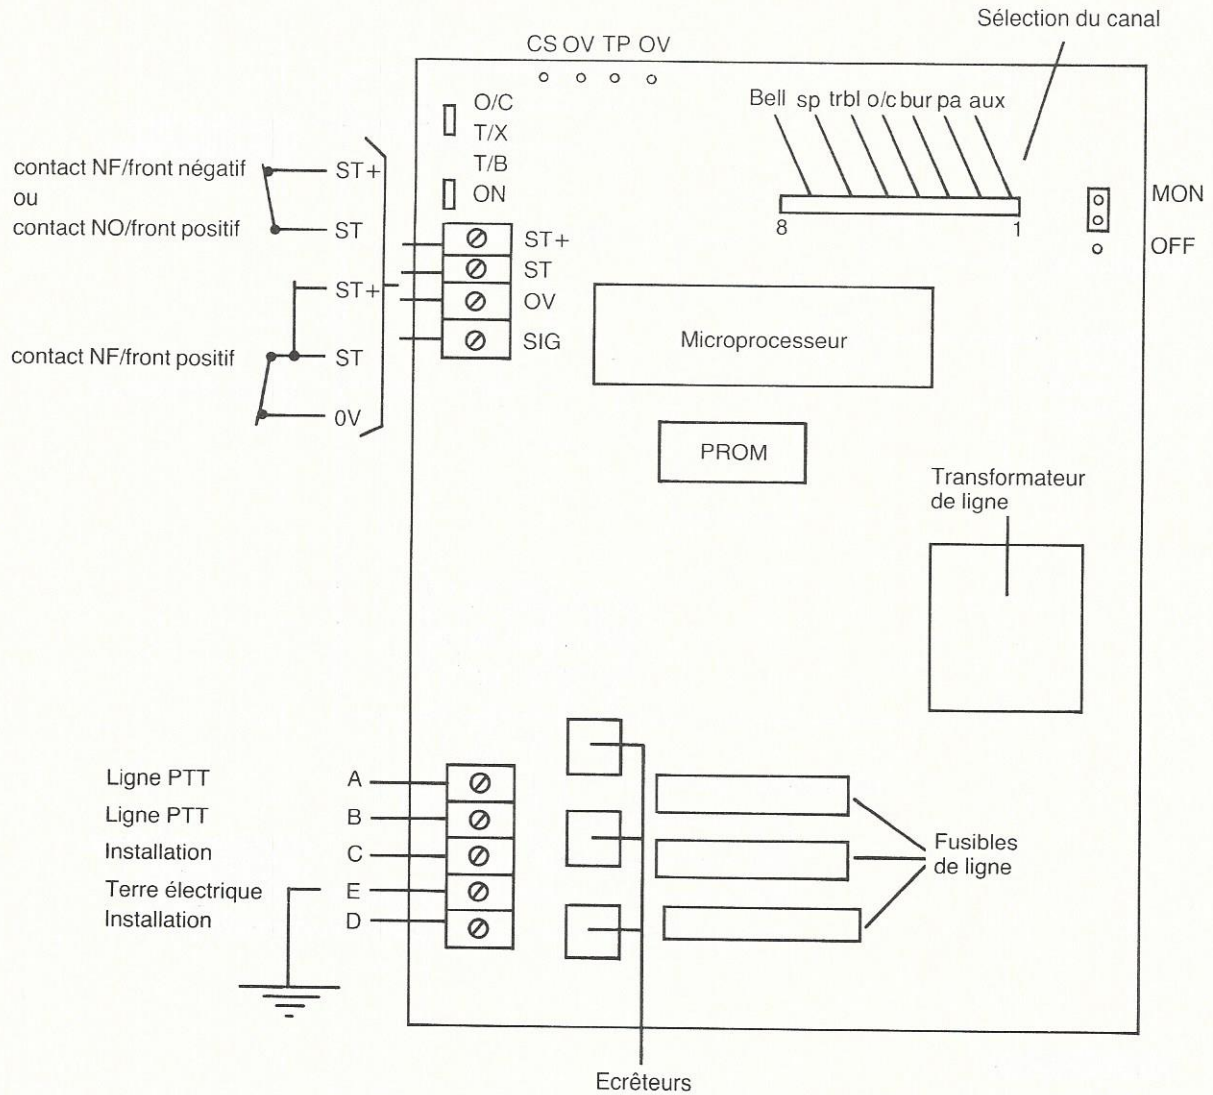 Sélection du canal
CS OV TP OV
Bell sp trbl o/c bur pa aux
O/C
T/X
T/B
ON
contact NF/front négatif
ou
contact NO/front positif
ST+
ST
ST+
contact NF/front positif
ST
0V
ST+
ST
OV
SIG
8
1
MON
OFF
Microprocesseur
PROM
Transformateur
de ligne
Ligne PTT A
Ligne PTT B
Installation C
Terre électrique E
Installation D
Fusibles
de ligne
Ecrêteurs